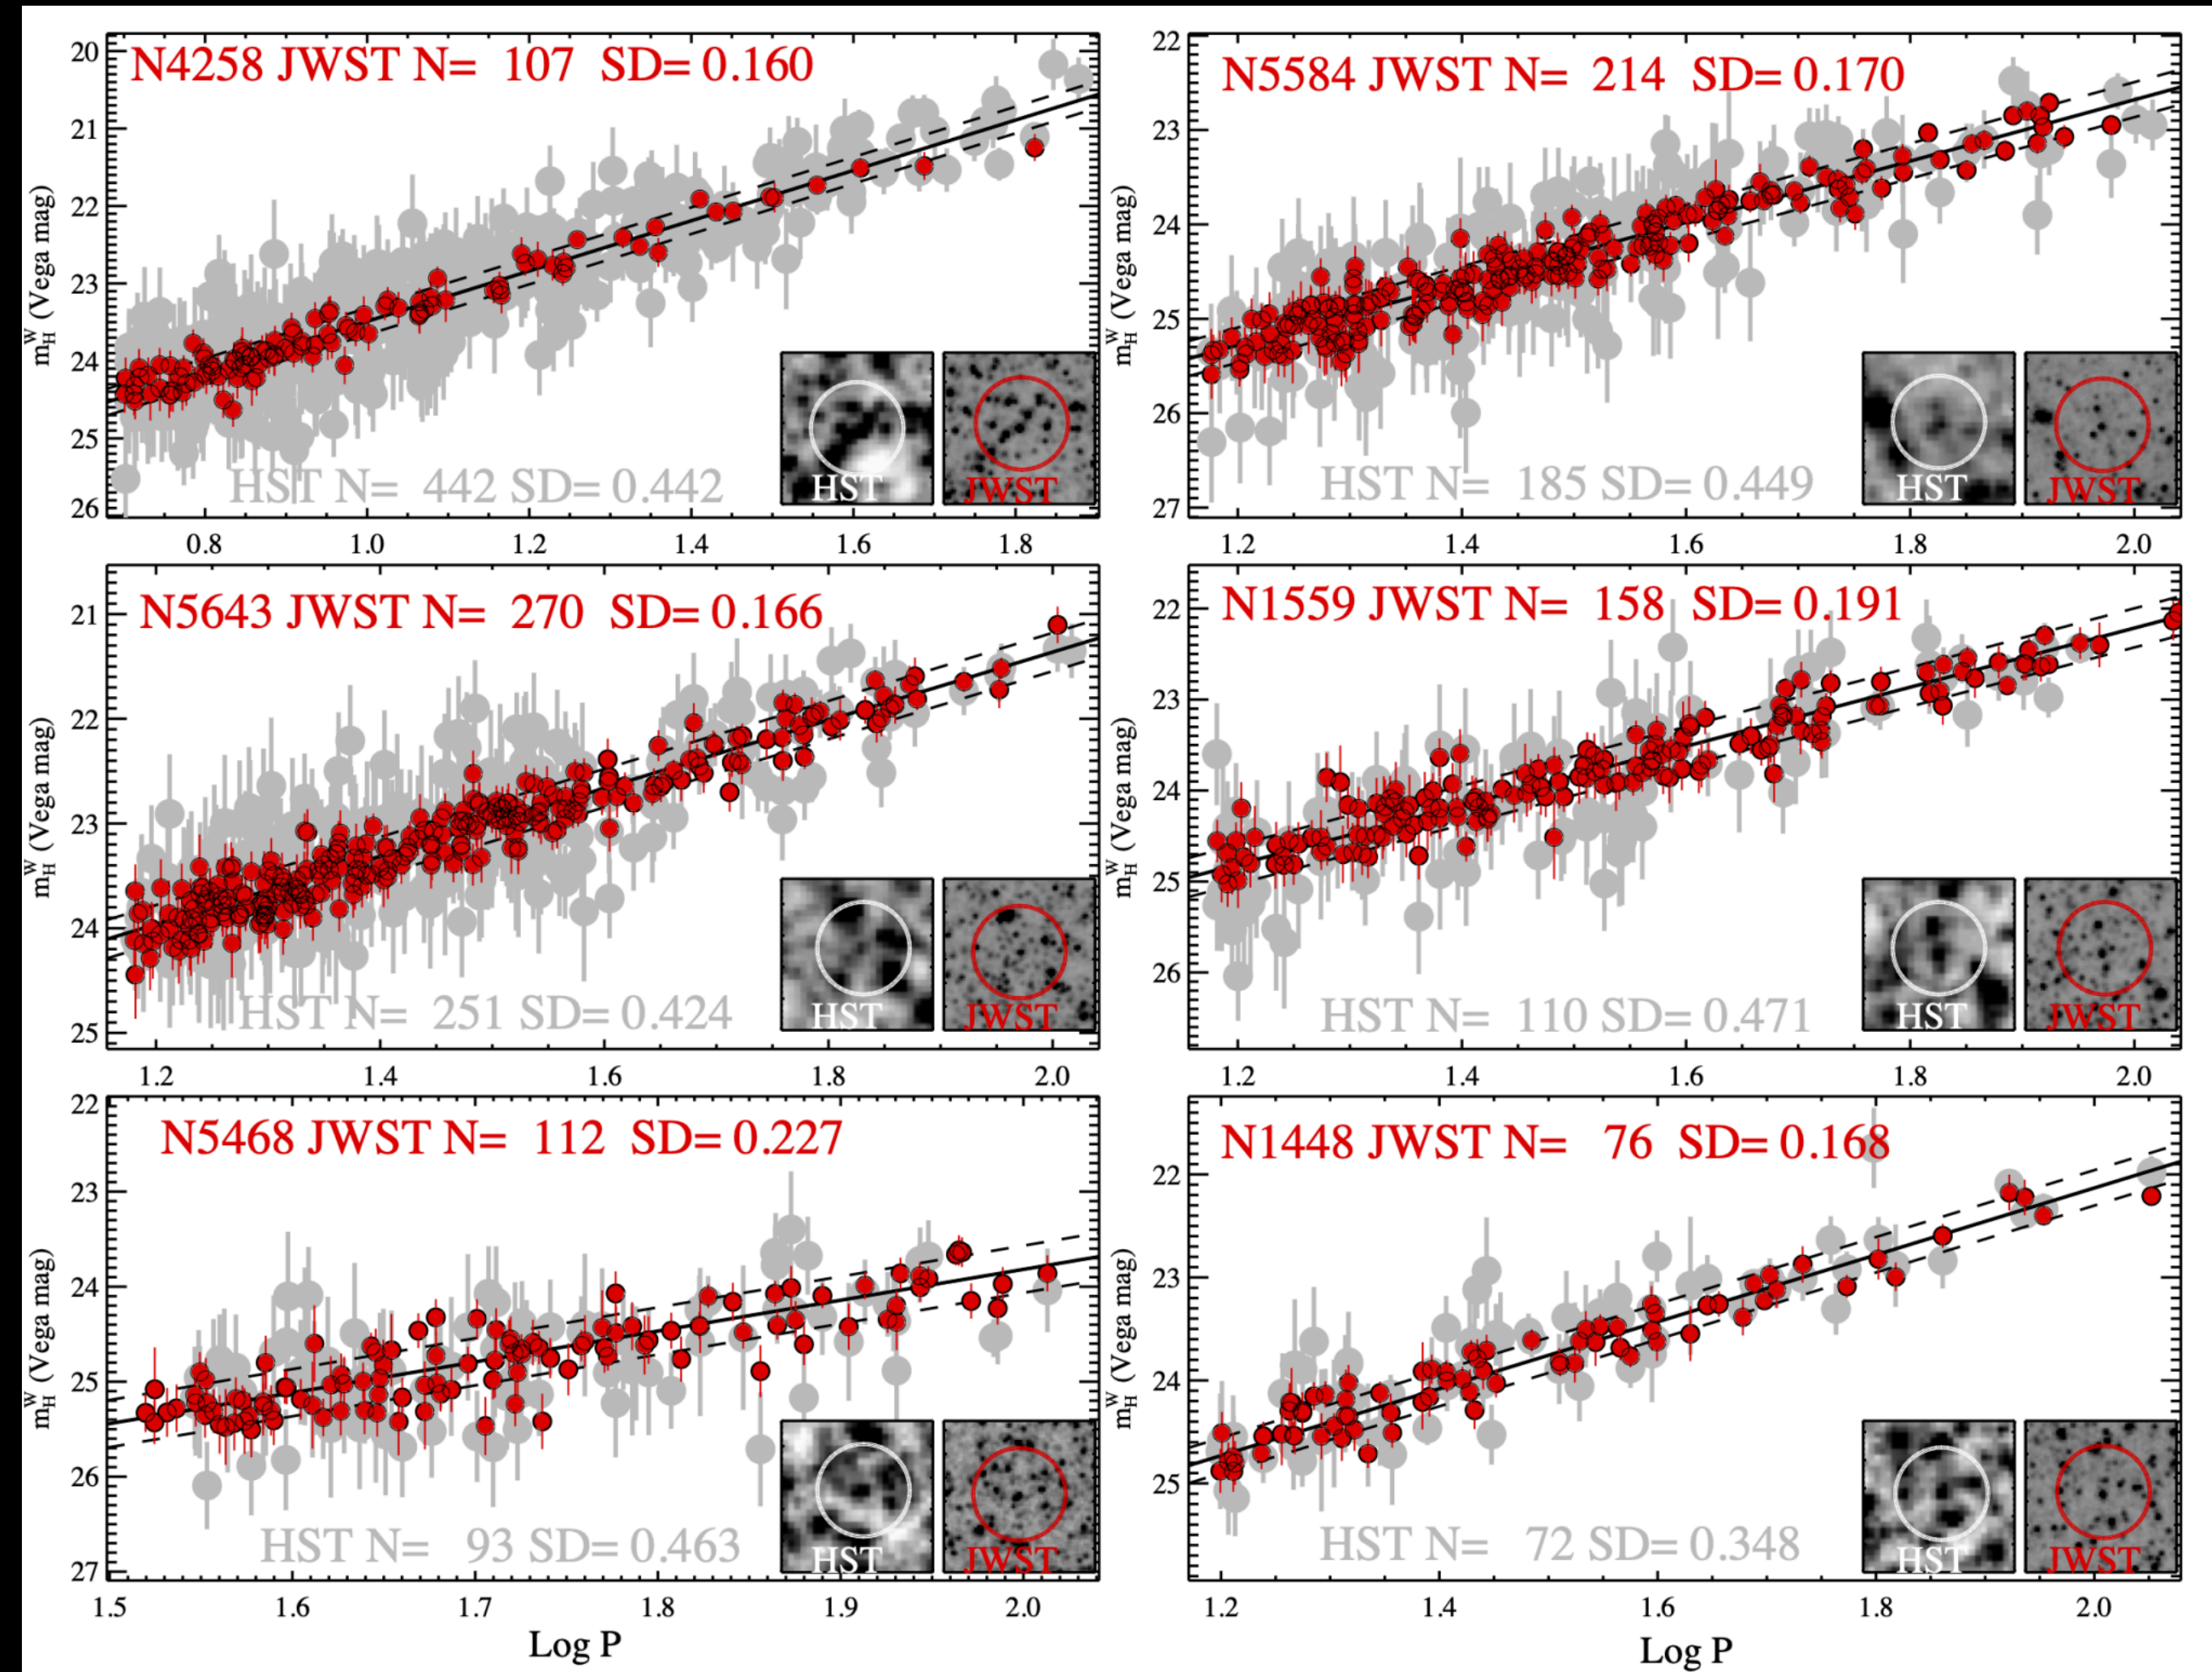 N4258 JWST N= 107 SD= 0.160
20
21
22
23
24
25
26
m_H^W (Vega mag)
HST N= 442 SD= 0.442
HST
JWST
0.8 1.0 1.2 1.4 1.6 1.8
N5584 JWST N= 214 SD= 0.170
22
23
24
25
26
27
m_H^W (Vega mag)
HST N= 185 SD= 0.449
HST
JWST
1.2 1.4 1.6 1.8 2.0
N5643 JWST N= 270 SD= 0.166
21
22
23
24
25
m_H^W (Vega mag)
HST N= 251 SD= 0.424
HST
JWST
1.2 1.4 1.6 1.8 2.0
N1559 JWST N= 158 SD= 0.191
22
23
24
25
26
m_H^W (Vega mag)
HST N= 110 SD= 0.471
HST
JWST
1.2 1.4 1.6 1.8 2.0
N5468 JWST N= 112 SD= 0.227
22
23
24
25
26
27
m_H^W (Vega mag)
HST N= 93 SD= 0.463
HST
JWST
1.5 1.6 1.7 1.8 1.9 2.0
Log P
N1448 JWST N= 76 SD= 0.168
22
23
24
25
m_H^W (Vega mag)
HST N= 72 SD= 0.348
HST
JWST
1.2 1.4 1.6 1.8 2.0
Log P